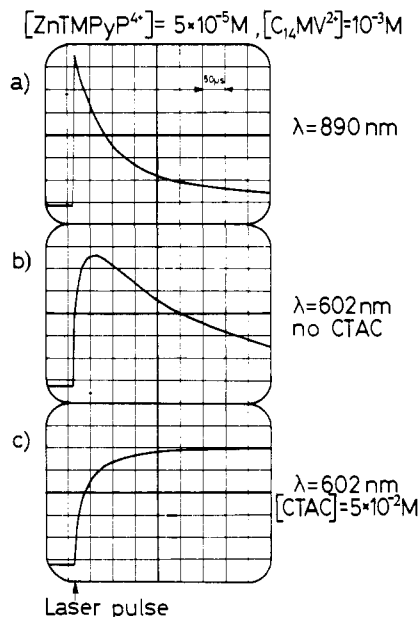 [ZnTMPyP⁴⁺] = 5×10⁻⁵M , [C₁₄MV²⁺]=10⁻³M
a)
50μs
λ=890 nm
b)
λ=602 nm
no CTAC
c)
λ=602 nm
[CTAC]=5×10⁻²M
Laser pulse